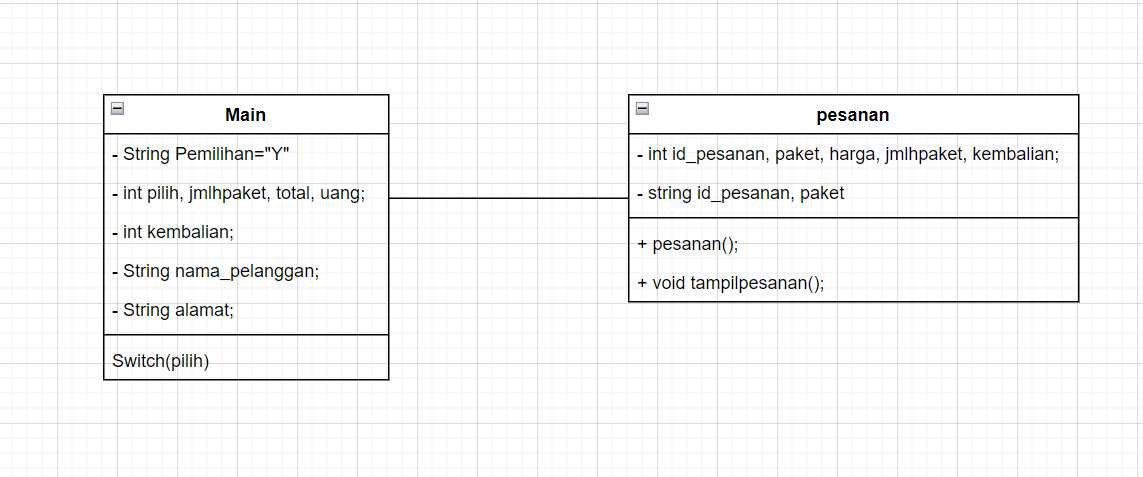 Main
- String Pemilihan="Y"
- int pilih, jmlhpaket, total, uang;
- int kembalian;
- String nama_pelanggan;
- String alamat;
Switch(pilih)
pesanan
- int id_pesanan, paket, harga, jmlhpaket, kembalian;
- string id_pesanan, paket
+ pesanan();
+ void tampilpesanan();